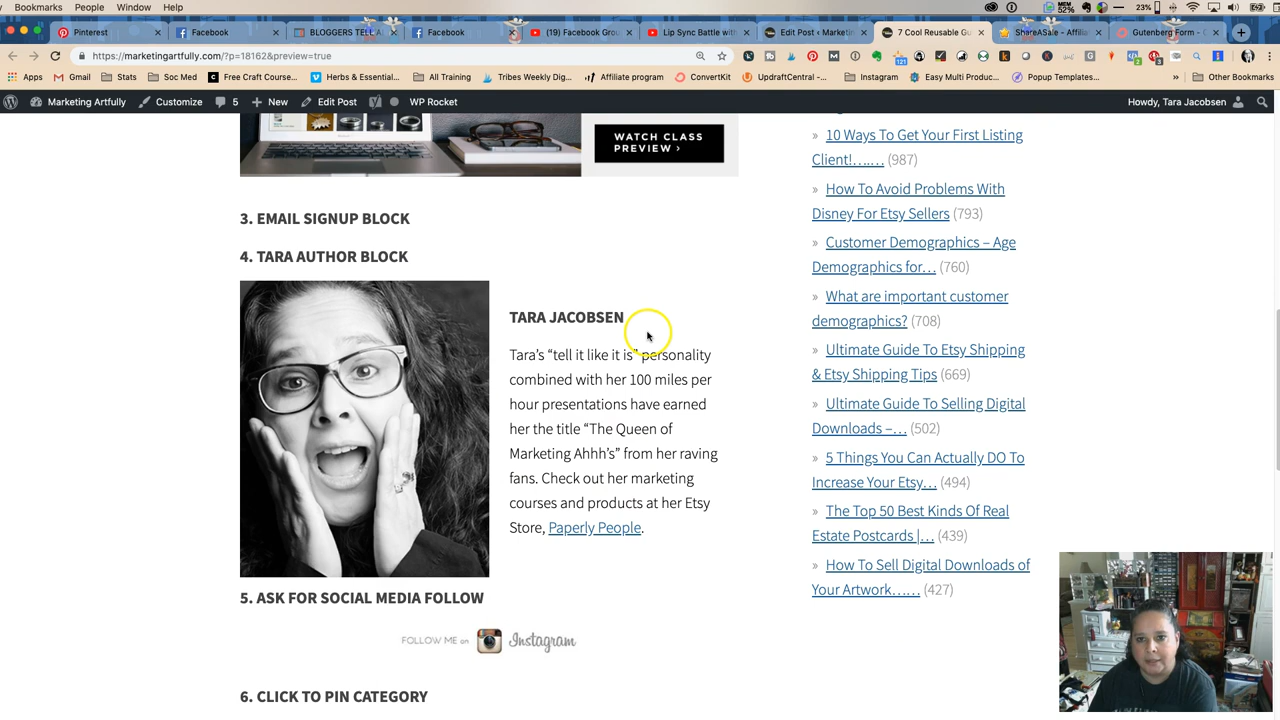 Bookmarks People Window Help
23%
Pinterest
Facebook
BLOGGERS TELL A
Facebook
(19) Facebook Gro
Lip Sync Battle with
Edit Post ‹ Marketin
7 Cool Reusable Gu
ShareASale - Affilia
Gutenberg Form - G
https://marketingartfully.com/?p=18162&preview=true
Apps
Gmail
Stats
Soc Med
Free Craft Course...
Herbs & Essential...
All Training
Tribes Weekly Dig...
Affiliate program
ConvertKit
UpdraftCentral -...
Instagram
Easy Multi Produc...
Popup Templates...
»
Other Bookmarks
Marketing Artfully
Customize
5
New
Edit Post
WP Rocket
Howdy, Tara Jacobsen
WATCH CLASS
PREVIEW ›
3. EMAIL SIGNUP BLOCK
4. TARA AUTHOR BLOCK
TARA JACOBSEN
Tara’s “tell it like it is” personality
combined with her 100 miles per
hour presentations have earned
her the title “The Queen of
Marketing Ahhh’s” from her raving
fans. Check out her marketing
courses and products at her Etsy
Store, Paperly People.
5. ASK FOR SOCIAL MEDIA FOLLOW
FOLLOW ME on Instagram
6. CLICK TO PIN CATEGORY
» 10 Ways To Get Your First Listing
Client!…… (987)
» How To Avoid Problems With
Disney For Etsy Sellers (793)
» Customer Demographics – Age
Demographics for… (760)
» What are important customer
demographics? (708)
» Ultimate Guide To Etsy Shipping
& Etsy Shipping Tips (669)
» Ultimate Guide To Selling Digital
Downloads –… (502)
» 5 Things You Can Actually DO To
Increase Your Etsy… (494)
» The Top 50 Best Kinds Of Real
Estate Postcards |… (439)
» How To Sell Digital Downloads of
Your Artwork…… (427)